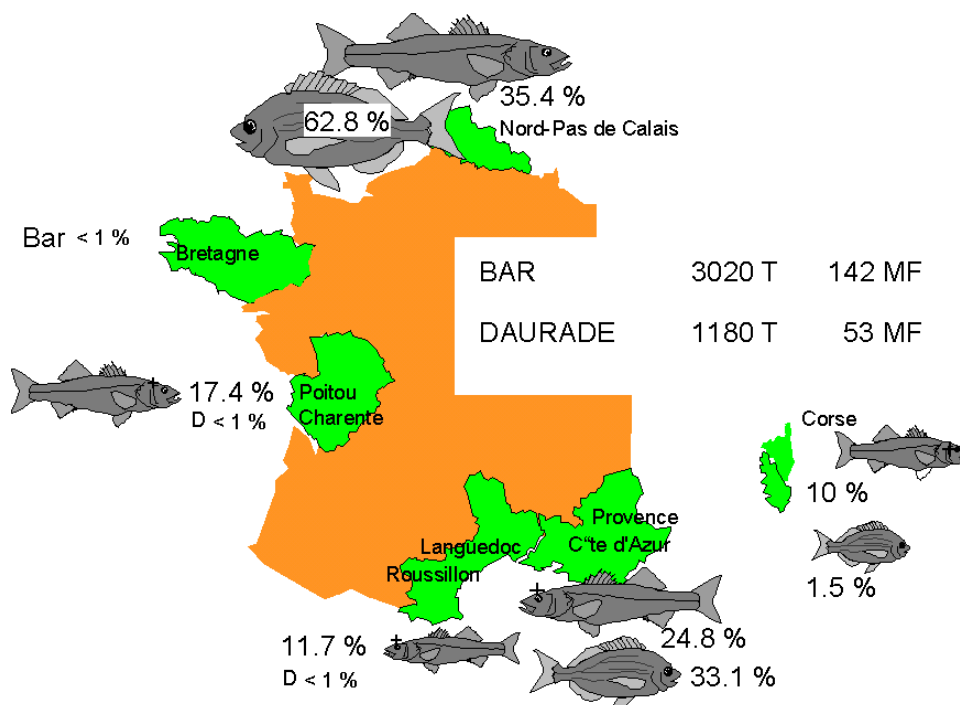 35.4 %
62.8 %
Nord-Pas de Calais
Bar < 1 %
Bretagne
BAR 3020 T 142 MF
DAURADE 1180 T 53 MF
17.4 %
D < 1 %
Poitou
Charente
Corse
10 %
1.5 %
Provence
C“te d'Azur
Languedoc
Roussillon
11.7 %
D < 1 %
24.8 %
33.1 %